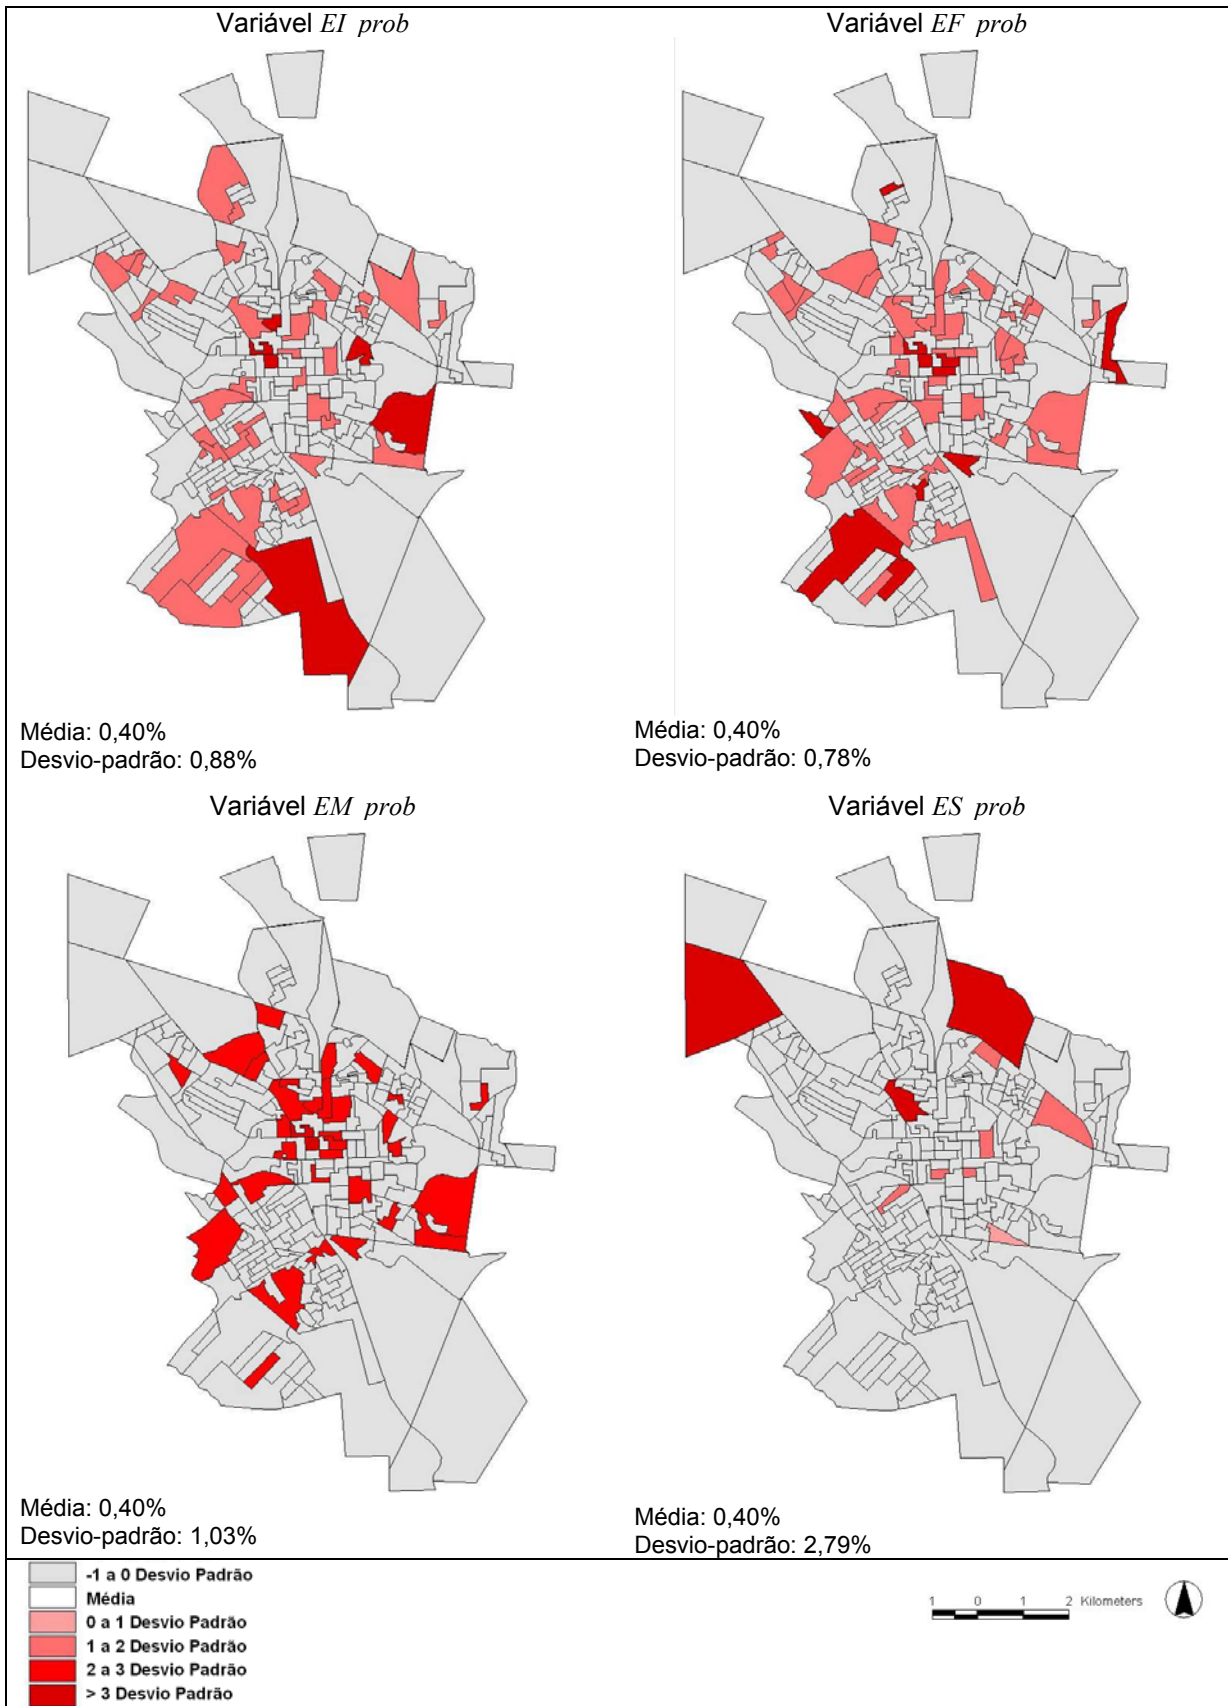 Variável EI prob
Variável EF prob
Média: 0,40%
Desvio-padrão: 0,88%
Média: 0,40%
Desvio-padrão: 0,78%
Variável EM prob
Variável ES prob
Média: 0,40%
Desvio-padrão: 1,03%
Média: 0,40%
Desvio-padrão: 2,79%
-1 a 0 Desvio Padrão
Média
0 a 1 Desvio Padrão
1 a 2 Desvio Padrão
2 a 3 Desvio Padrão
> 3 Desvio Padrão
1 0 1 2 Kilometers